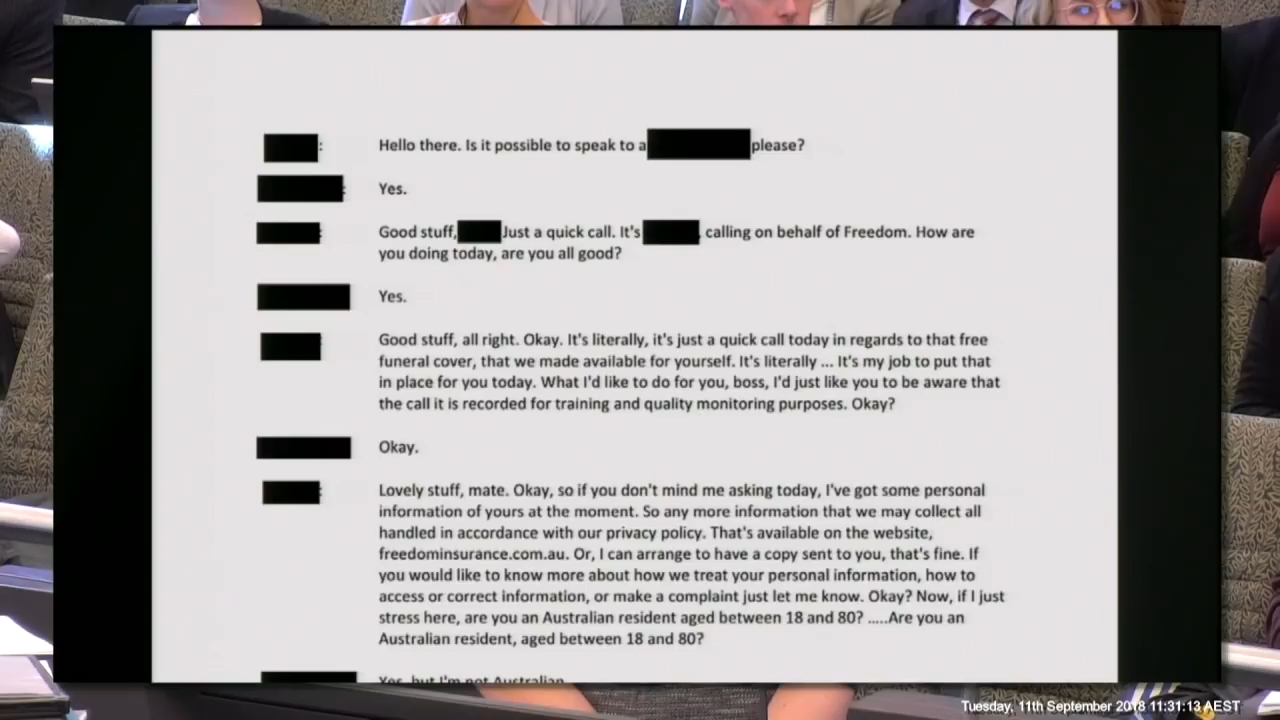 : Hello there. Is it possible to speak to a please?
: Yes.
: Good stuff, Just a quick call. It's calling on behalf of Freedom. How are
you doing today, are you all good?
Yes.
Good stuff, all right. Okay. It's literally, it's just a quick call today in regards to that free
funeral cover, that we made available for yourself. It's literally ... It's my job to put that
in place for you today. What I'd like to do for you, boss, I'd just like you to be aware that
the call it is recorded for training and quality monitoring purposes. Okay?
Okay.
: Lovely stuff, mate. Okay, so if you don't mind me asking today, I've got some personal
information of yours at the moment. So any more information that we may collect all
handled in accordance with our privacy policy. That's available on the website,
freedominsurance.com.au. Or, I can arrange to have a copy sent to you, that's fine. If
you would like to know more about how we treat your personal information, how to
access or correct information, or make a complaint just let me know. Okay? Now, if I just
stress here, are you an Australian resident aged between 18 and 80? .....Are you an
Australian resident, aged between 18 and 80?
Yes, but I'm not Australian
Tuesday, 11th September 2018 11:31:13 AEST